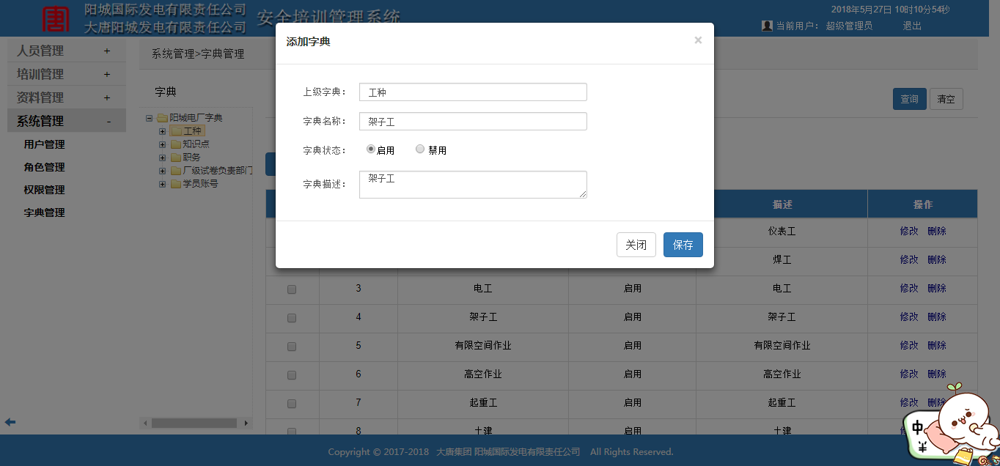 阳城国际发电有限责任公司
大唐阳城发电有限责任公司
安全培训管理系统
2018年5月27日 10时10分54秒
当前用户： 超级管理员 退出
人员管理 +
培训管理 +
资料管理 +
系统管理 -
用户管理
角色管理
权限管理
字典管理
系统管理>字典管理
字典
阳城电厂字典
工种
知识点
职务
厂级试卷负责部门
学员账号
查询 清空
添加字典 ×
上级字典： 工种
字典名称： 架子工
字典状态： 启用 禁用
字典描述： 架子工
关闭 保存
描述 操作
仪表工 修改 删除
焊工 修改 删除
3 电工 启用 电工 修改 删除
4 架子工 启用 架子工 修改 删除
5 有限空间作业 启用 有限空间作业 修改 删除
6 高空作业 启用 高空作业 修改 删除
7 起重工 启用 起重工 修改 删除
8 土建 启用 土建
中
¥
Copyright © 2017-2018 大唐集团 阳城国际发电有限责任公司 All Rights Reserved.